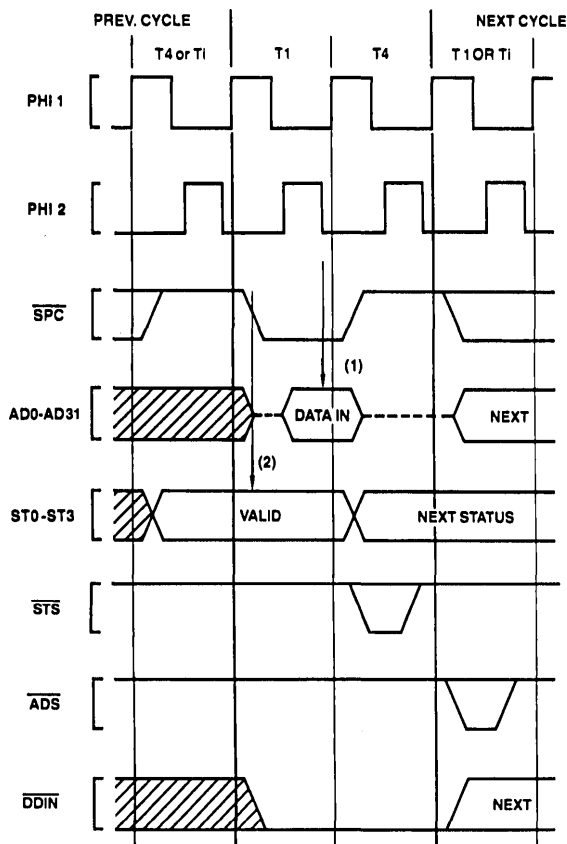 PREV. CYCLE NEXT CYCLE
T4 or Ti T1 T4 T1 OR Ti
PHI 1
PHI 2
SPC
(1)
AD0-AD31 DATA IN NEXT
(2)
ST0-ST3 VALID NEXT STATUS
STS
ADS
DDIN NEXT